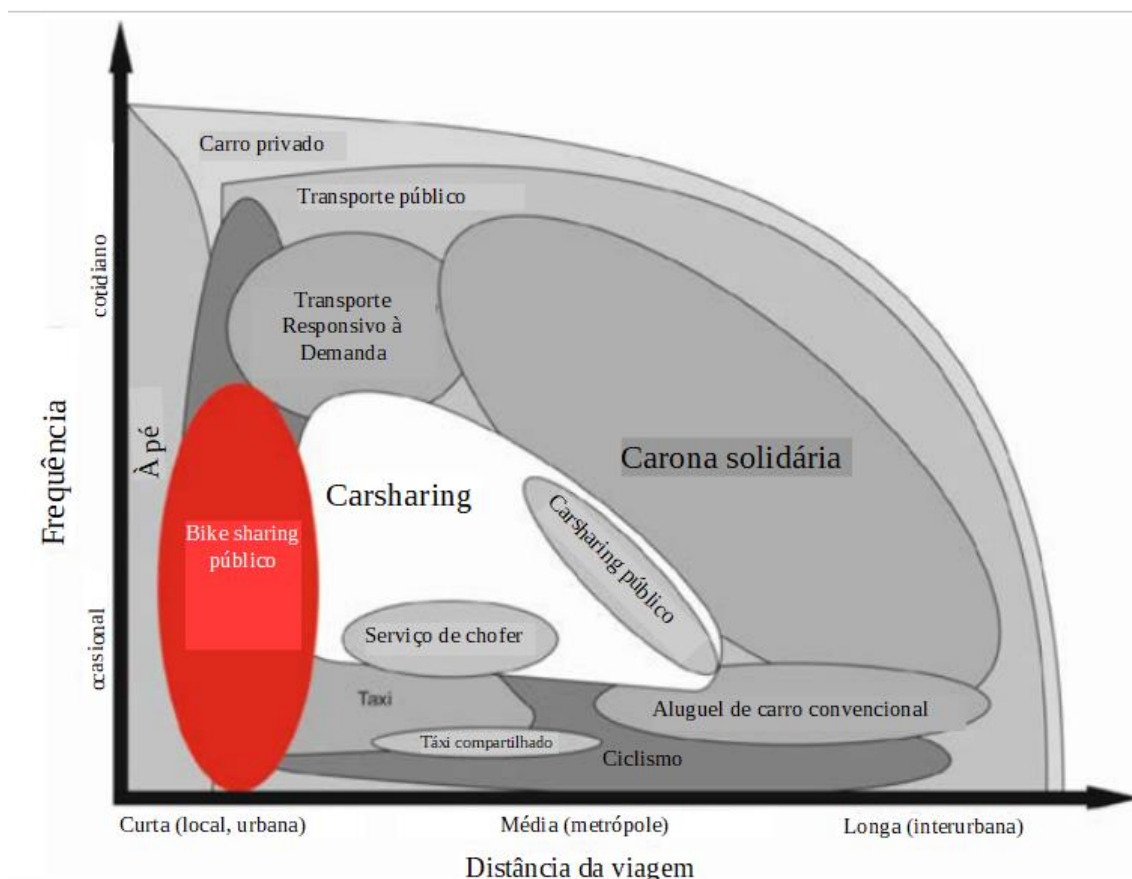 Carro privado
Transporte público
cotidiano
Transporte
Responsivo à
Demanda
Frequência
À pé
Carona solidária
Carsharing
Carsharing público
Bike sharing
público
ocasional
Serviço de chofer
Taxi
Aluguel de carro convencional
Táxi compartilhado
Ciclismo
Curta (local, urbana)
Média (metrópole)
Longa (interurbana)
Distância da viagem